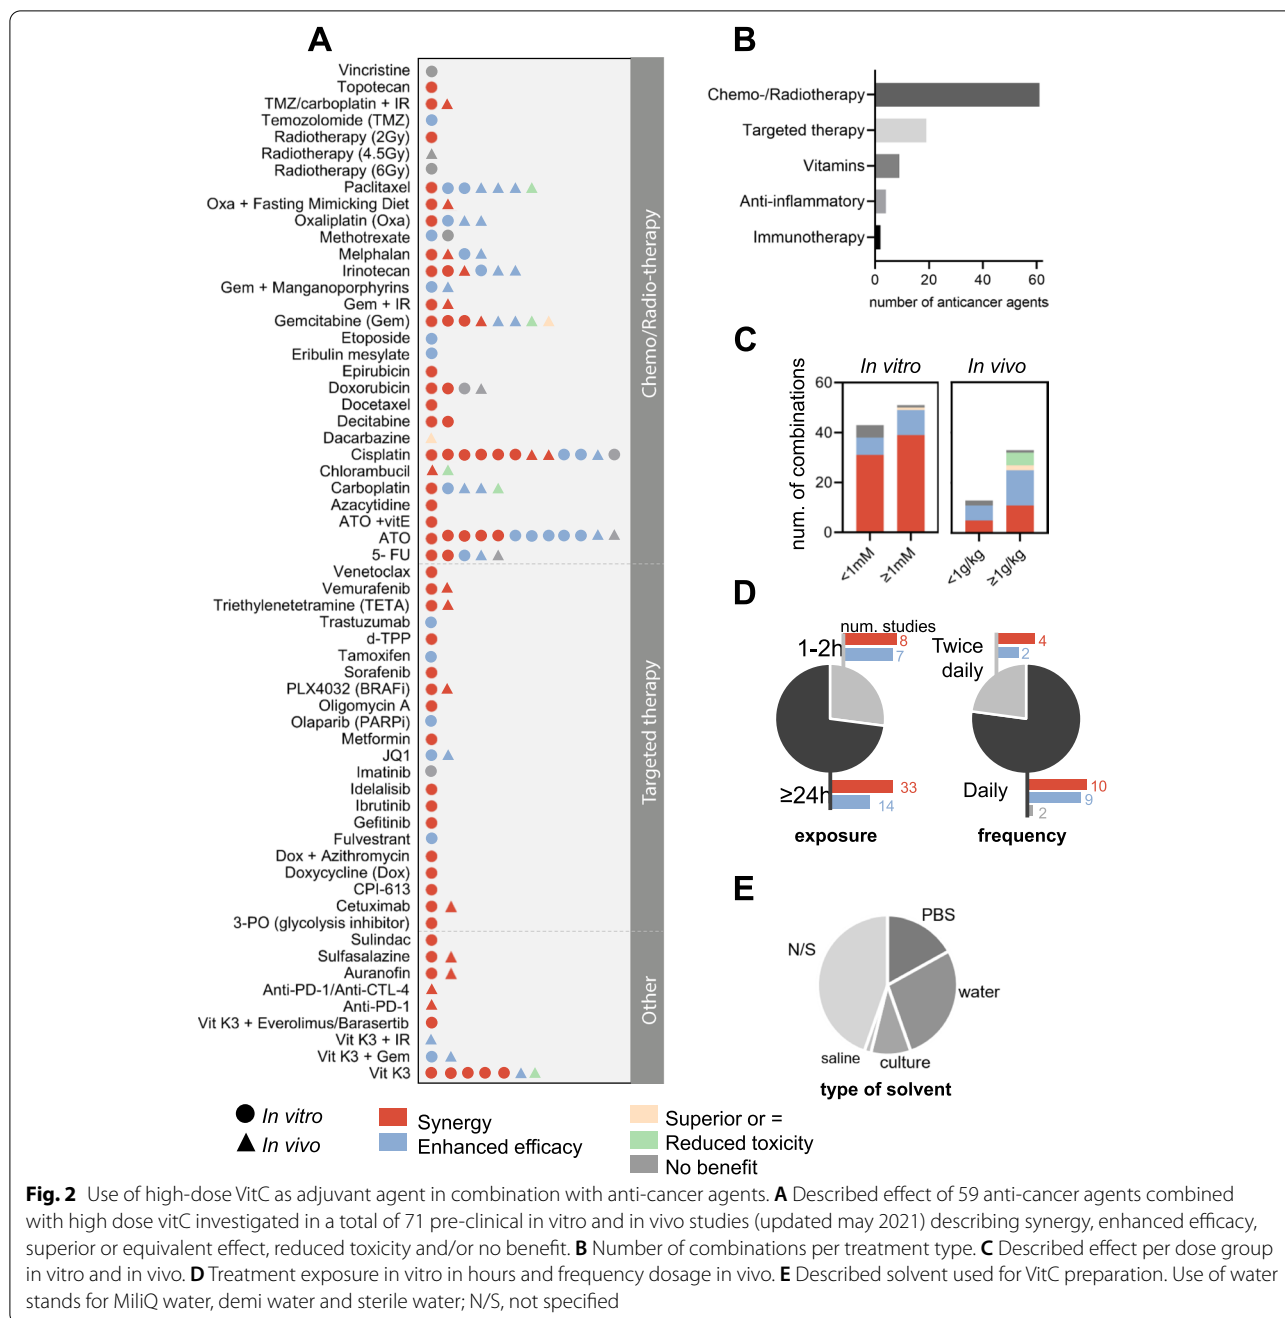 A
Vincristine
Topotecan
TMZ/carboplatin + IR
Temozolomide (TMZ)
Radiotherapy (2Gy)
Radiotherapy (4.5Gy)
Radiotherapy (6Gy)
Paclitaxel
Oxa + Fasting Mimicking Diet
Oxaliplatin (Oxa)
Methotrexate
Melphalan
Irinotecan
Gem + Manganoporphyrins
Gem + IR
Gemcitabine (Gem)
Etoposide
Eribulin mesylate
Epirubicin
Doxorubicin
Docetaxel
Decitabine
Dacarbazine
Cisplatin
Chlorambucil
Carboplatin
Azacytidine
ATO +vitE
ATO
5- FU
Venetoclax
Vemurafenib
Triethylenetetramine (TETA)
Trastuzumab
d-TPP
Tamoxifen
Sorafenib
PLX4032 (BRAFi)
Oligomycin A
Olaparib (PARPi)
Metformin
JQ1
Imatinib
Idelalisib
Ibrutinib
Gefitinib
Fulvestrant
Dox + Azithromycin
Doxycycline (Dox)
CPI-613
Cetuximab
3-PO (glycolysis inhibitor)
Sulindac
Sulfasalazine
Auranofin
Anti-PD-1/Anti-CTL-4
Anti-PD-1
Vit K3 + Everolimus/Barasertib
Vit K3 + IR
Vit K3 + Gem
Vit K3
Chemo/Radio-therapy
Targeted therapy
Other
In vitro
In vivo
Synergy
Enhanced efficacy
Superior or =
Reduced toxicity
No benefit
B
Chemo-/Radiotherapy
Targeted therapy
Vitamins
Anti-inflammatory
Immunotherapy
0 20 40 60
number of anticancer agents
C
In vitro In vivo
num. of combinations
60
40
20
0
<1mM ≥1mM <1g/kg ≥1g/kg
D
num. studies
1-2h 8
7
≥24h 33
14
exposure
Twice
daily
4
2
Daily 10
9
2
frequency
E
PBS
N/S
water
saline
culture
type of solvent
Fig. 2 Use of high-dose VitC as adjuvant agent in combination with anti-cancer agents. A Described effect of 59 anti-cancer agents combined
with high dose vitC investigated in a total of 71 pre-clinical in vitro and in vivo studies (updated may 2021) describing synergy, enhanced efficacy,
superior or equivalent effect, reduced toxicity and/or no benefit. B Number of combinations per treatment type. C Described effect per dose group
in vitro and in vivo. D Treatment exposure in vitro in hours and frequency dosage in vivo. E Described solvent used for VitC preparation. Use of water
stands for MiliQ water, demi water and sterile water; N/S, not specified